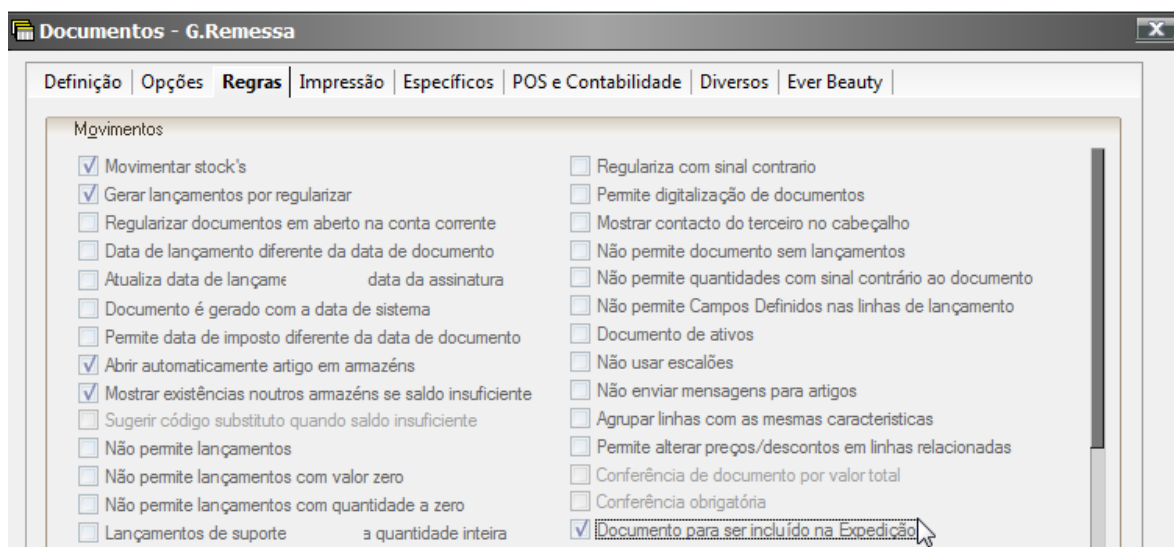 Documentos - G.Remessa
Definição Opções Regras Impressão Específicos POS e Contabilidade Diversos Ever Beauty
Movimentos
Movimentar stock's
Gerar lançamentos por regularizar
Regularizar documentos em aberto na conta corrente
Data de lançamento diferente da data de documento
Atualiza data de lançame data da assinatura
Documento é gerado com a data de sistema
Permite data de imposto diferente da data de documento
Abrir automaticamente artigo em armazéns
Mostrar existências noutros armazéns se saldo insuficiente
Sugerir código substituto quando saldo insuficiente
Não permite lançamentos
Não permite lançamentos com valor zero
Não permite lançamentos com quantidade a zero
Lançamentos de suporte a quantidade inteira
Regulariza com sinal contrario
Permite digitalização de documentos
Mostrar contacto do terceiro no cabeçalho
Não permite documento sem lançamentos
Não permite quantidades com sinal contrário ao documento
Não permite Campos Definidos nas linhas de lançamento
Documento de ativos
Não usar escalões
Não enviar mensagens para artigos
Agrupar linhas com as mesmas caracteristicas
Permite alterar preços/descontos em linhas relacionadas
Conferência de documento por valor total
Conferência obrigatória
Documento para ser incluído na Expedição